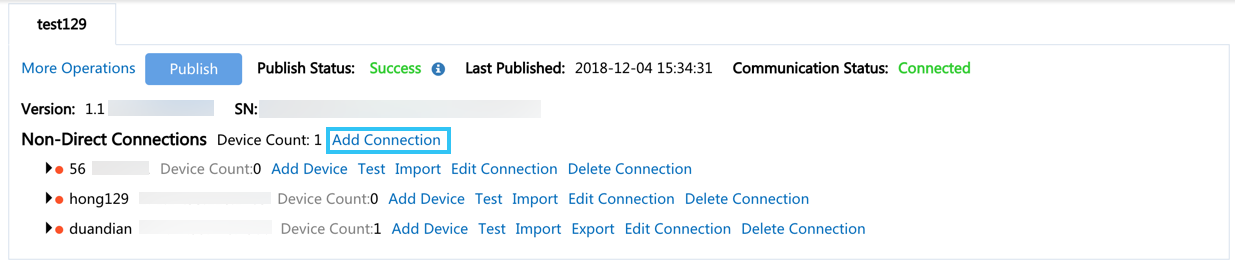 test129
More Operations Publish Publish Status: Success Last Published: 2018-12-04 15:34:31 Communication Status: Connected
Version: 1.1 SN:
Non-Direct Connections Device Count: 1 Add Connection
56 Device Count:0 Add Device Test Import Edit Connection Delete Connection
hong129 Device Count:0 Add Device Test Import Edit Connection Delete Connection
duandian Device Count:1 Add Device Test Import Export Edit Connection Delete Connection